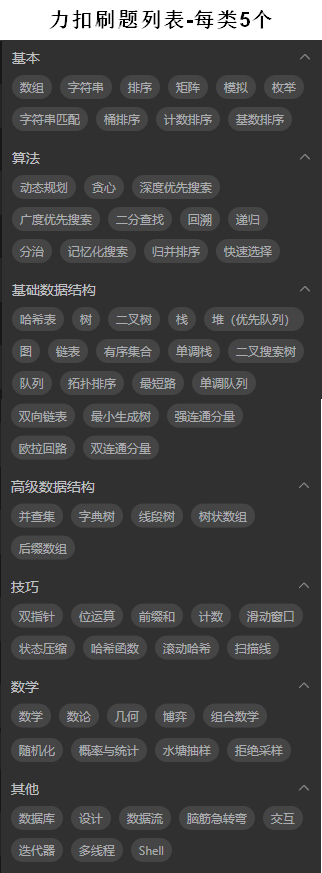 力扣刷题列表-每类5个
基本
数组 字符串 排序 矩阵 模拟 枚举
字符串匹配 桶排序 计数排序 基数排序
算法
动态规划 贪心 深度优先搜索
广度优先搜索 二分查找 回溯 递归
分治 记忆化搜索 归并排序 快速选择
基础数据结构
哈希表 树 二叉树 栈 堆（优先队列）
图 链表 有序集合 单调栈 二叉搜索树
队列 拓扑排序 最短路 单调队列
双向链表 最小生成树 强连通分量
欧拉回路 双连通分量
高级数据结构
并查集 字典树 线段树 树状数组
后缀数组
技巧
双指针 位运算 前缀和 计数 滑动窗口
状态压缩 哈希函数 滚动哈希 扫描线
数学
数学 数论 几何 博弈 组合数学
随机化 概率与统计 水塘抽样 拒绝采样
其他
数据库 设计 数据流 脑筋急转弯 交互
迭代器 多线程 Shell